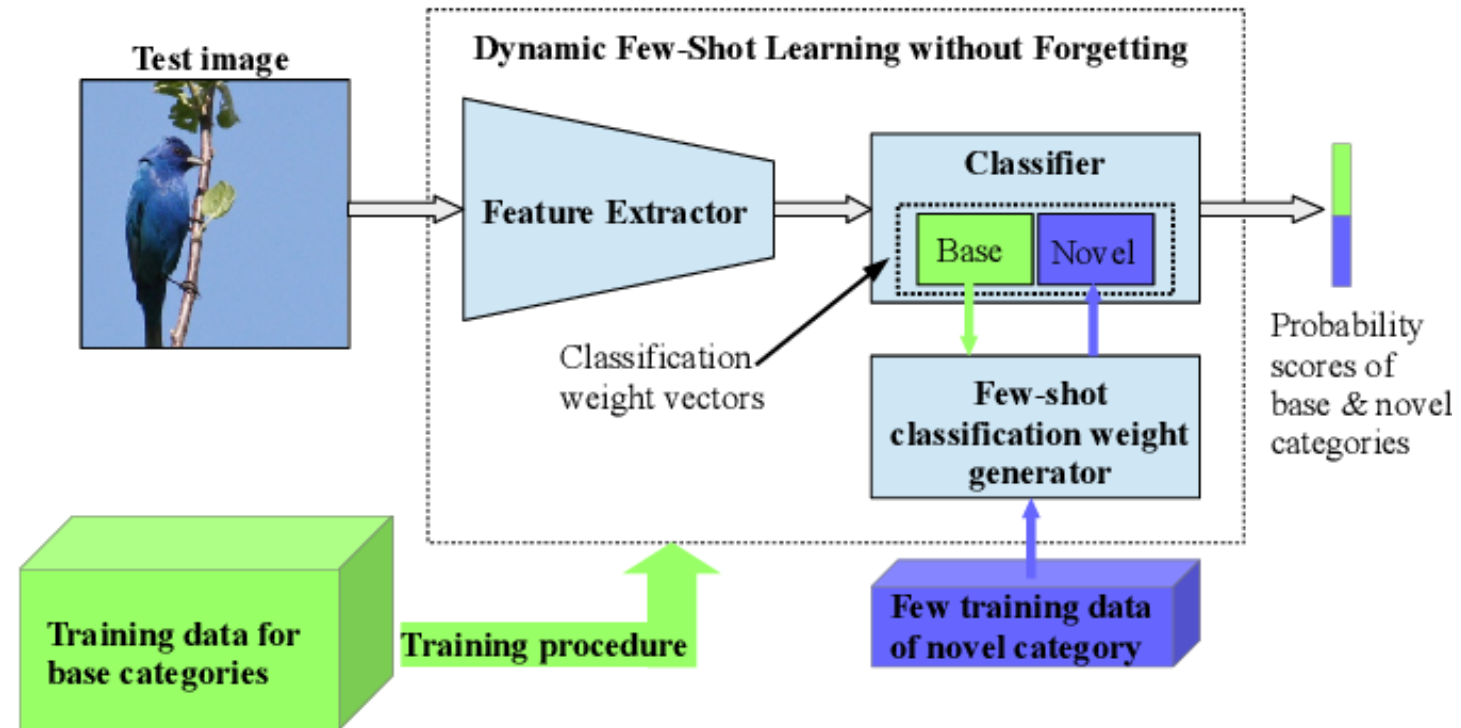 Test image
Dynamic Few-Shot Learning without Forgetting
Feature Extractor
Classifier
Base
Novel
Classification
weight vectors
Few-shot
classification weight
generator
Probability
scores of
base & novel
categories
Training data for
base categories
Training procedure
Few training data
of novel category